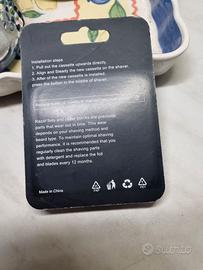 Installation steps
1. Pull out the cassette upwards directly.
2. Align and Steadly the new cassette on the shaver.
3. After of the new cassette is installed.
press the button in the middle of shaver.
Razor foils and cutter blocks are precision
parts that wear out in time. This wear
depends on your shaving method and
beard type. To maintain optimal shaving
performance, it is recommended that you
regularly clean the shaving parts
with detergent and replace the foil
and blades every 12 months.
Made in China
Subito